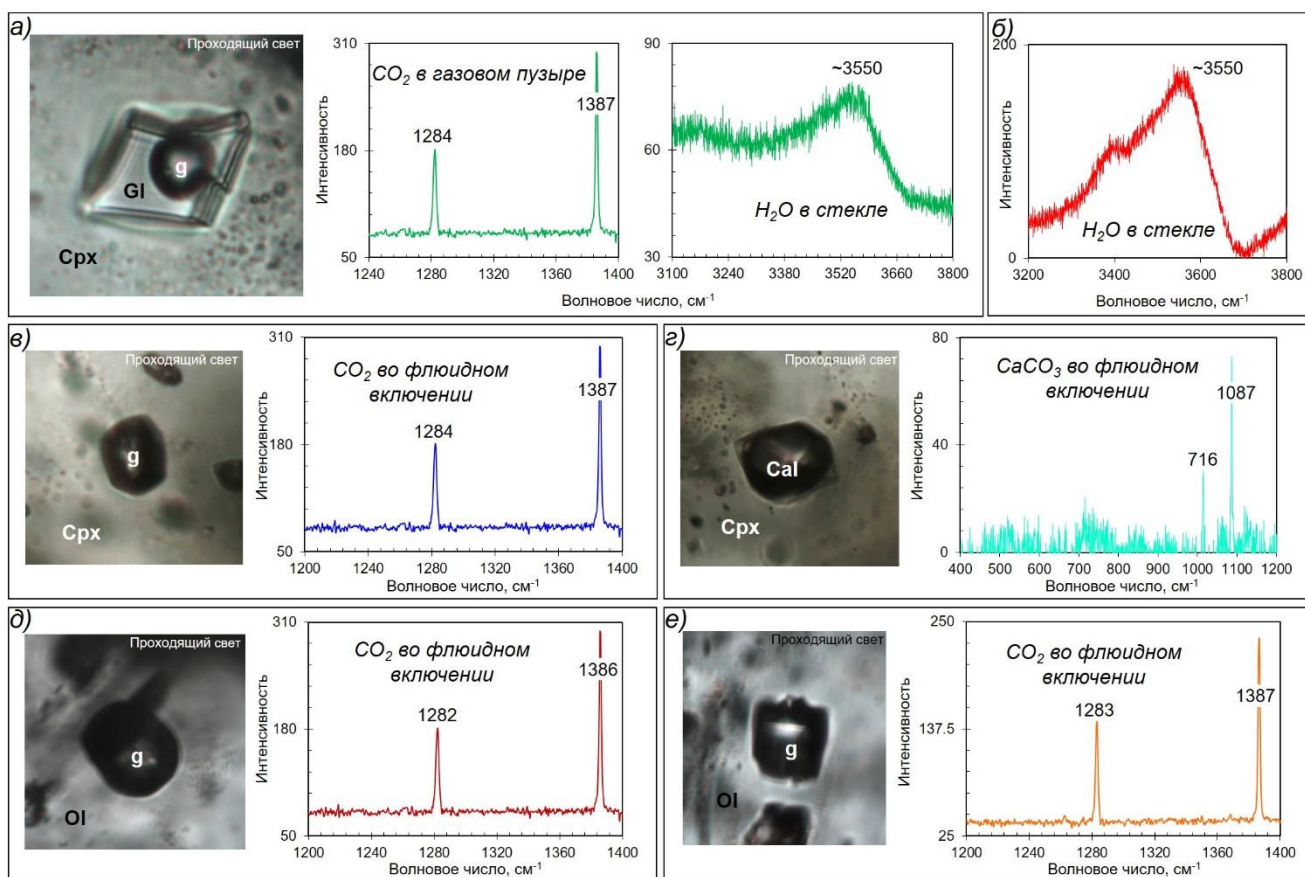 а)
Проходящий свет
g
Gl
Cpx
Интенсивность
310
180
50
CO2 в газовом пузыре
1284
1387
1240 1280 1320 1360 1400
Волновое число, см-1
Интенсивность
90
60
30
~3550
H2O в стекле
3100 3240 3380 3520 3660 3800
Волновое число, см-1
б)
Интенсивность
200
0
~3550
H2O в стекле
3200 3400 3600 3800
Волновое число, см-1
в)
Проходящий свет
g
Cpx
Интенсивность
310
180
50
CO2 во флюидном
включении
1284
1387
1200 1240 1280 1320 1360 1400
Волновое число, см-1
г)
Проходящий свет
Cal
Cpx
Интенсивность
80
40
0
CaCO3 во флюидном
включении
716
1087
400 500 600 700 800 900 1000 1100 1200
Волновое число, см-1
д)
Проходящий свет
g
Ol
Интенсивность
310
180
50
CO2 во флюидном
включении
1282
1386
1200 1240 1280 1320 1360 1400
Волновое число, см-1
е)
Проходящий свет
g
Ol
Интенсивность
250
137.5
25
CO2 во флюидном
включении
1283
1387
1200 1240 1280 1320 1360 1400
Волновое число, см-1